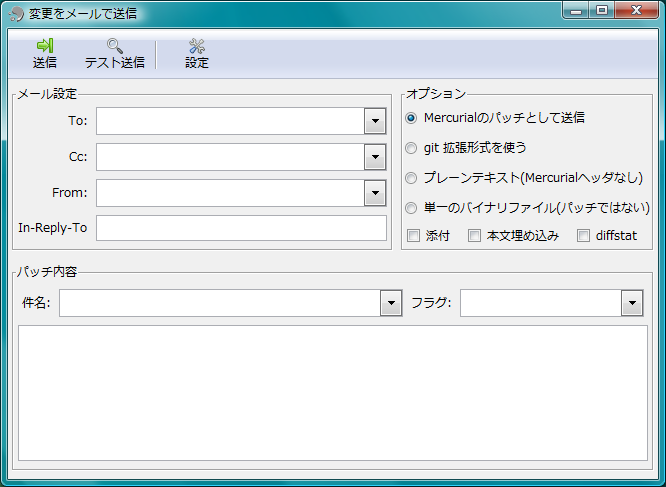 変更をメールで送信
送信 テスト送信 設定
メール設定
To:
Cc:
From:
In-Reply-To
オプション
Mercurialのパッチとして送信
git 拡張形式を使う
プレーンテキスト(Mercurialヘッダなし)
単一のバイナリファイル(パッチではない)
添付 本文埋め込み diffstat
パッチ内容
件名: フラグ: